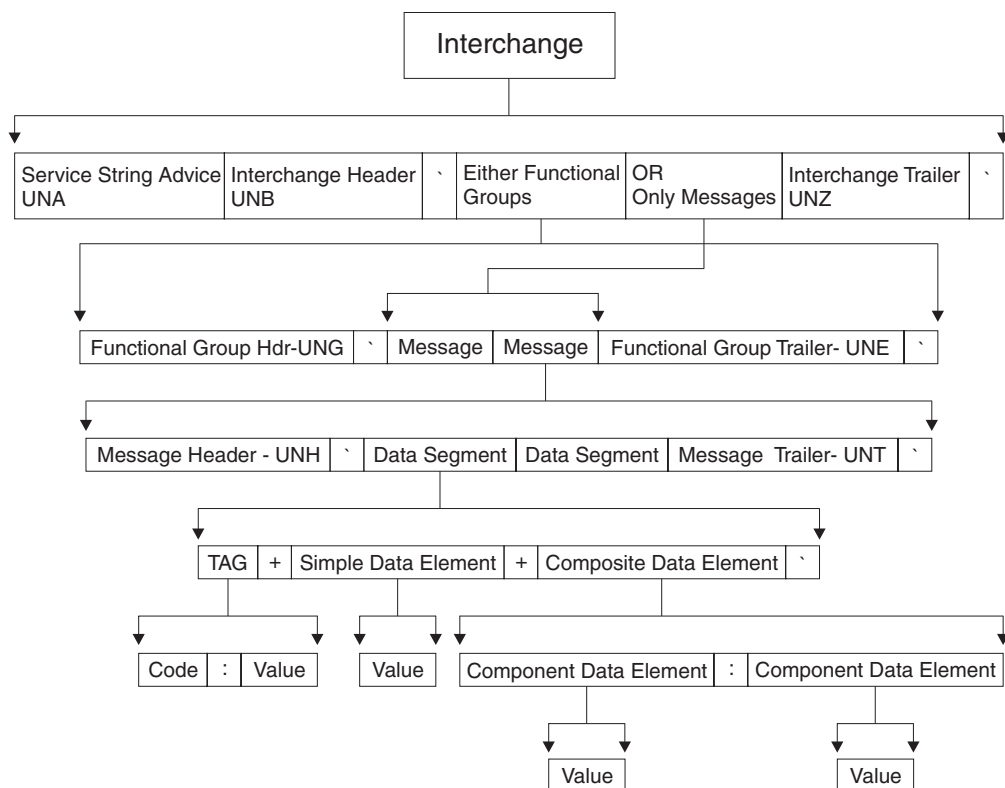 Interchange
Service String Advice
UNA
Interchange Header
UNB
`
Either Functional
Groups
OR
Only Messages
Interchange Trailer
UNZ
`
Functional Group Hdr-UNG ` Message Message Functional Group Trailer- UNE `
Message Header - UNH ` Data Segment Data Segment Message Trailer- UNT `
TAG + Simple Data Element + Composite Data Element `
Code : Value Value Component Data Element : Component Data Element
Value Value